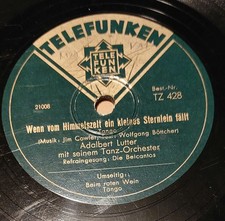 TELEFUNKEN
TELE
FUN
KEN
Best.-Nr.
TZ 428
21008
Wenn vom Himmelszelt ein kleines Sternlein fällt
Tango
(Musik: Jim Cowler, Wolfgang Böttcher)
Adalbert Lutter
mit seinem Tanz-Orchester
Refraingesang: Die Belcantos
Umseitig:
Beim roten Wein
Tango